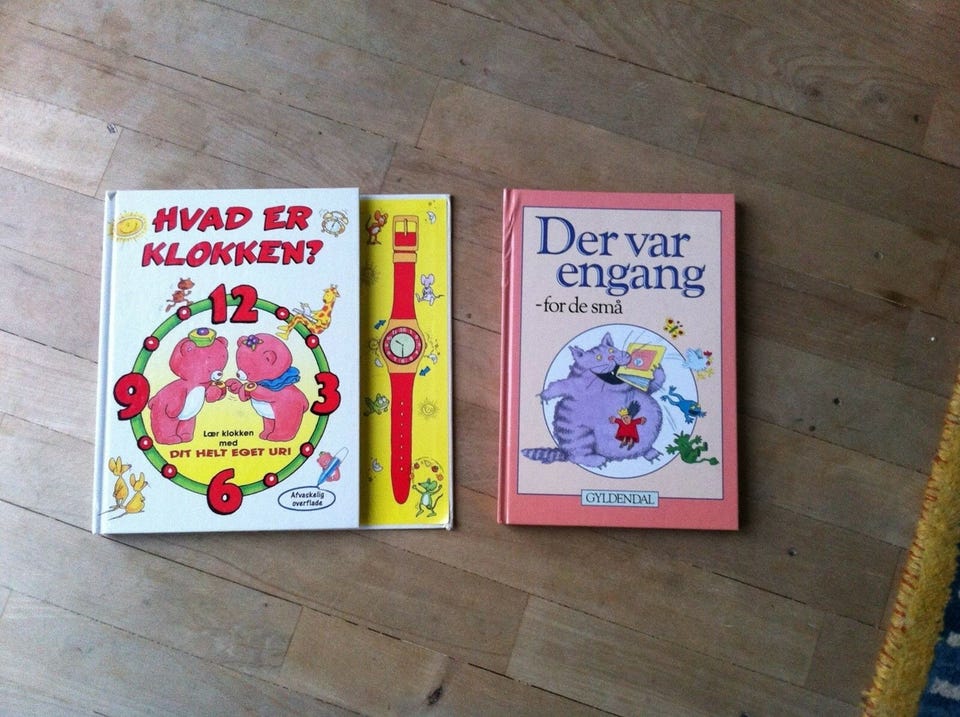 HVAD ER
KLOKKEN?
12
9
3
6
Lær klokken
med
DIT HELT EGET UR!
Afvaskelig
overflade
Der var
engang
-for de små
GYLDENDAL